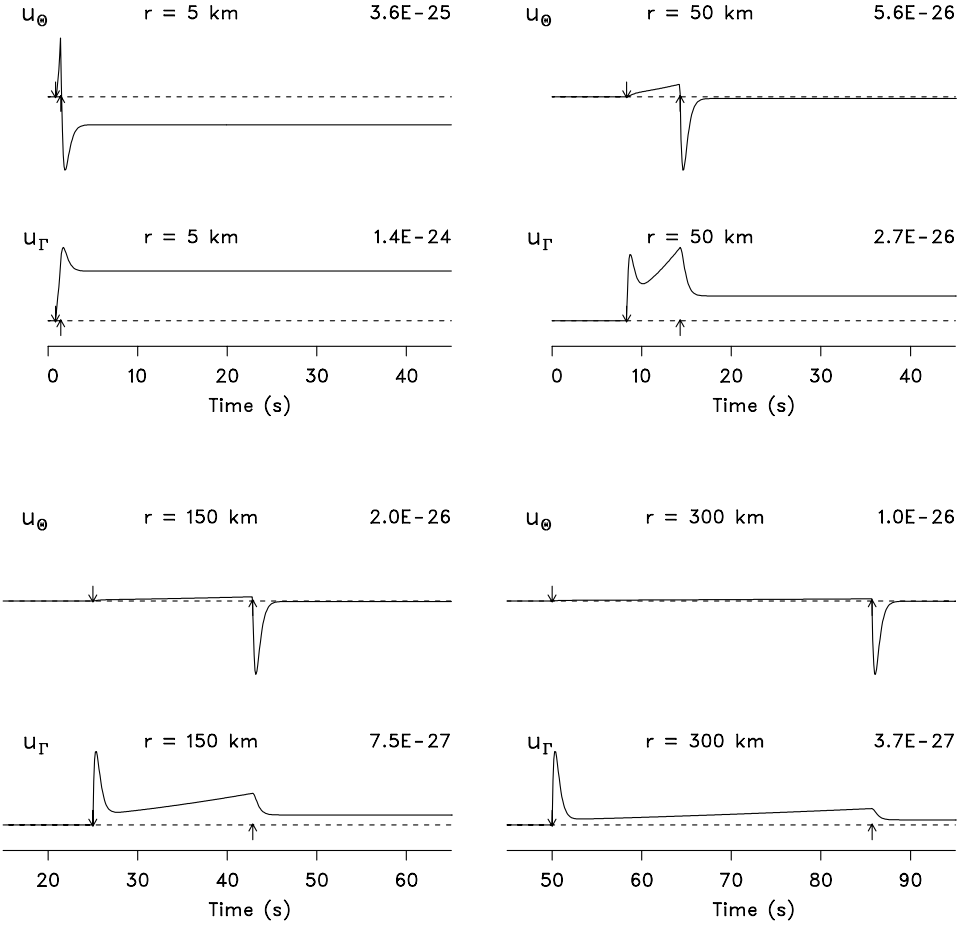 u_Θ r = 5 km 3.6E-25
u_Γ r = 5 km 1.4E-24
0 10 20 30 40
Time (s)
u_Θ r = 50 km 5.6E-26
u_Γ r = 50 km 2.7E-26
0 10 20 30 40
Time (s)
u_Θ r = 150 km 2.0E-26
u_Γ r = 150 km 7.5E-27
20 30 40 50 60
Time (s)
u_Θ r = 300 km 1.0E-26
u_Γ r = 300 km 3.7E-27
50 60 70 80 90
Time (s)